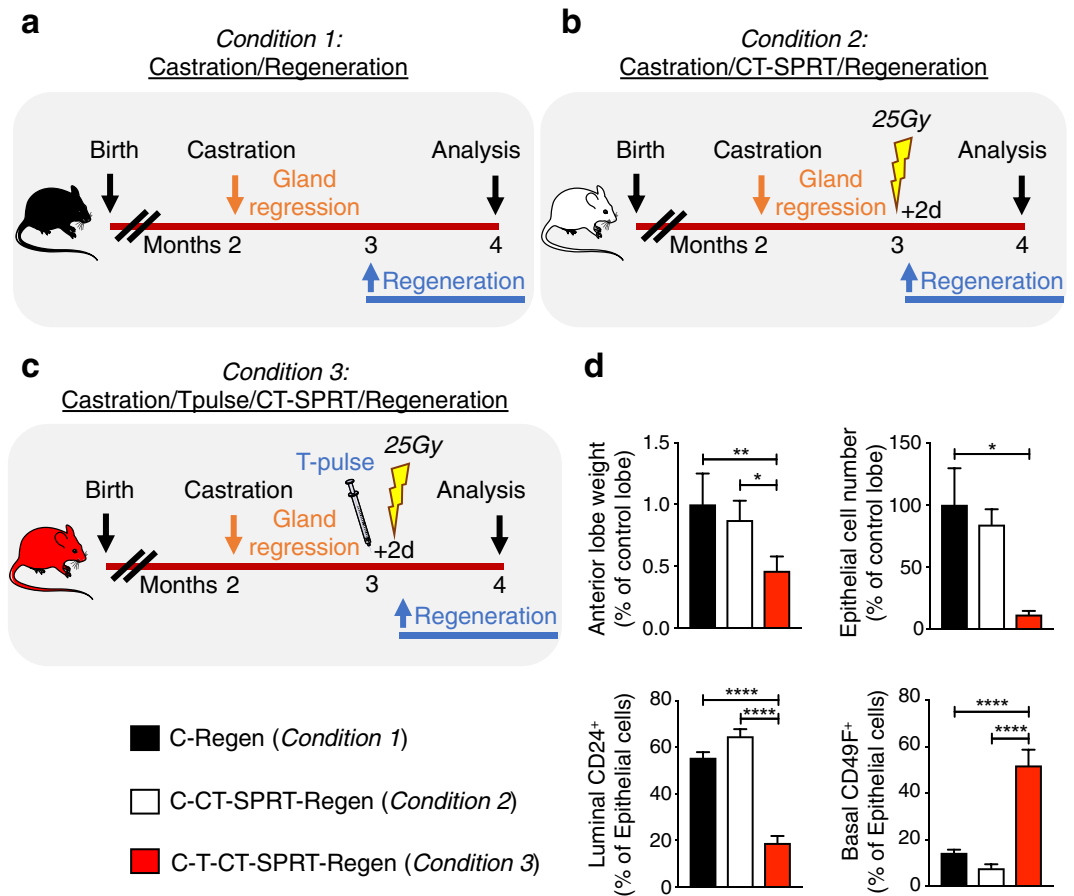 a
Condition 1:
Castration/Regeneration
Birth
Castration
Analysis
Gland
regression
Months 2
3
4
Regeneration
b
Condition 2:
Castration/CT-SPRT/Regeneration
25Gy
Birth
Castration
Analysis
Gland
regression
+2d
Months 2
3
4
Regeneration
c
Condition 3:
Castration/Tpulse/CT-SPRT/Regeneration
25Gy
T-pulse
Birth
Castration
Analysis
Gland
regression
+2d
Months 2
3
4
Regeneration
C-Regen (Condition 1)
C-CT-SPRT-Regen (Condition 2)
C-T-CT-SPRT-Regen (Condition 3)
d
Anterior lobe weight
(% of control lobe)
1.5
1.0
0.5
0.0
**
*
Epithelial cell number
(% of control lobe)
150
100
50
0
*
Luminal CD24+
(% of Epithelial cells)
80
60
40
20
0
****
****
Basal CD49F+
(% of Epithelial cells)
80
60
40
20
0
****
****